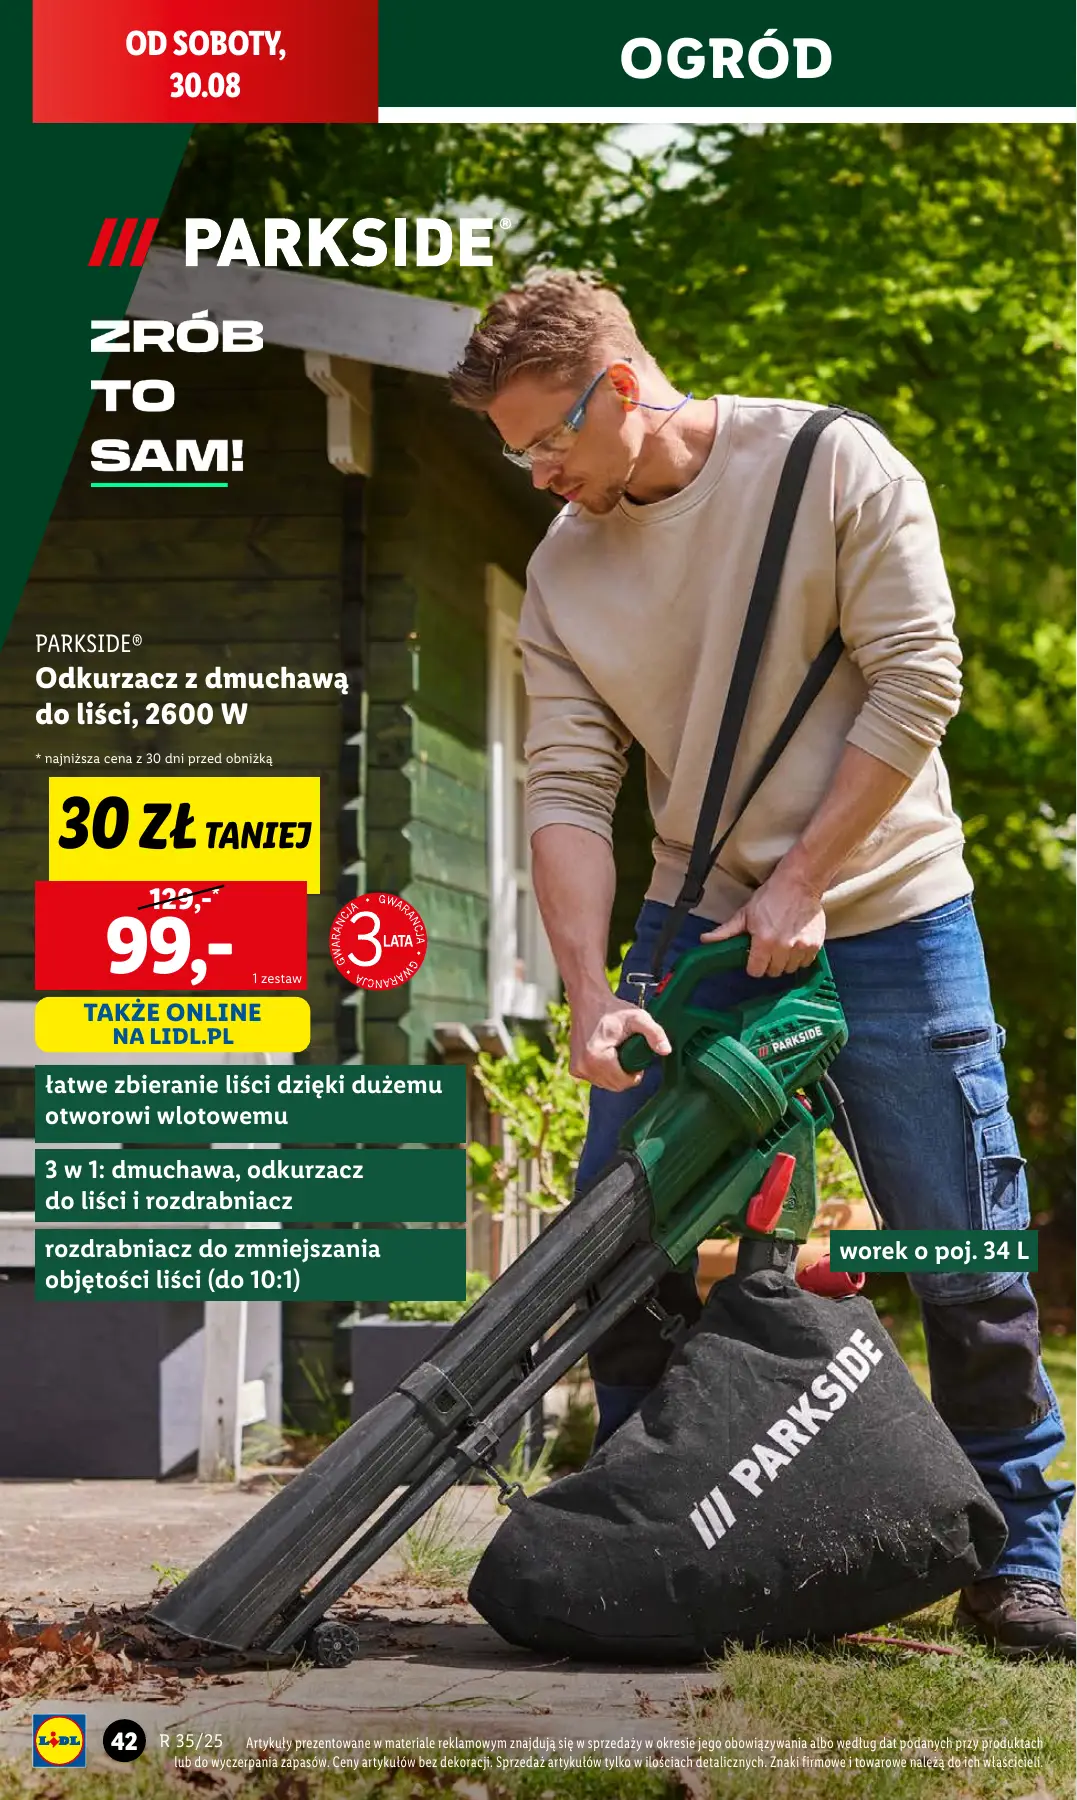 OD SOBOTY,
30.08
OGRÓD
PARKSIDE®
ZRÓB
TO
SAM!
PARKSIDE®
Odkurzacz z dmuchawą
do liści, 2600 W
* najniższa cena z 30 dni przed obniżką
30 ZŁ TANIEJ
129,-*
99,-
1 zestaw
GWARANCJA • GWARANCJA • GWARANCJA •
3 LATA
TAKŻE ONLINE
NA LIDL.PL
łatwe zbieranie liści dzięki dużemu
otworowi wlotowemu
3 w 1: dmuchawa, odkurzacz
do liści i rozdrabniacz
rozdrabniacz do zmniejszania
objętości liści (do 10:1)
PARKSIDE
worek o poj. 34 L
PARKSIDE
LIDL
42
R 35/25
Artykuły prezentowane w materiale reklamowym znajdują się w sprzedaży w okresie jego obowiązywania albo według dat podanych przy produktach
lub do wyczerpania zapasów. Ceny artykułów bez dekoracji. Sprzedaż artykułów tylko w ilościach detalicznych. Znaki firmowe i towarowe należą do ich właścicieli.